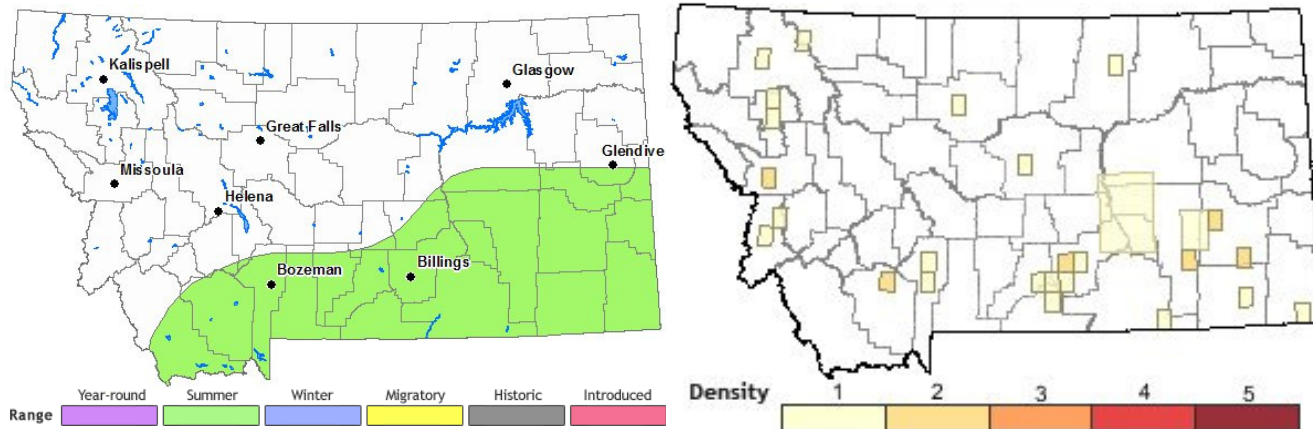 Kalispell
Glasgow
Great Falls
Glendive
Missoula
Helena
Bozeman
Billings
Range
Year-round
Summer
Winter
Migratory
Historic
Introduced
Density
1
2
3
4
5